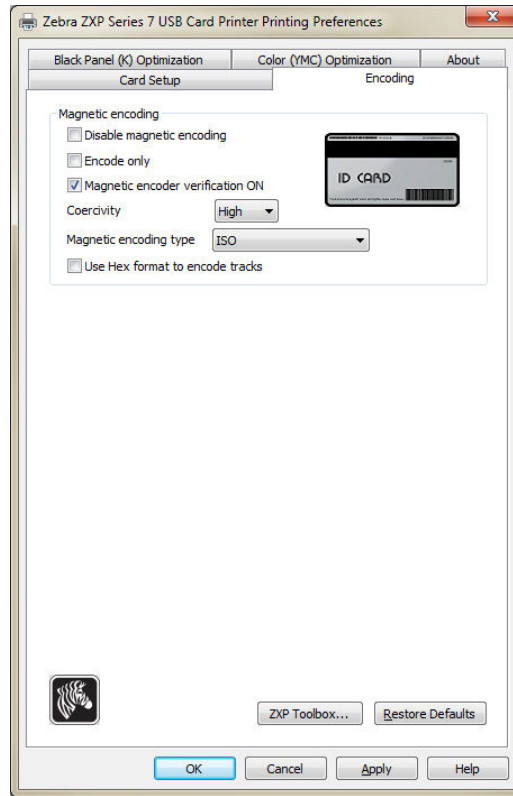 Zebra ZXP Series 7 USB Card Printer Printing Preferences
Black Panel (K) Optimization
Color (YMC) Optimization
About
Card Setup
Encoding
Magnetic encoding
Disable magnetic encoding
Encode only
Magnetic encoder verification ON
ID CARD
Coercivity
High
Magnetic encoding type
ISO
Use Hex format to encode tracks
ZXP Toolbox...
Restore Defaults
OK
Cancel
Apply
Help